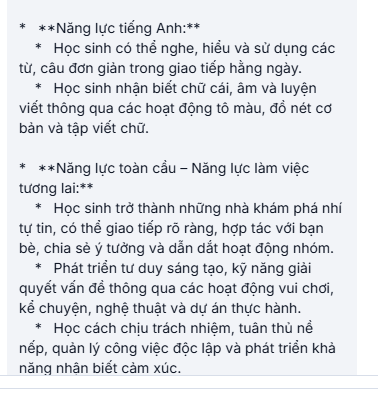 * **Năng lực tiếng Anh:**
* Học sinh có thể nghe, hiểu và sử dụng các
từ, câu đơn giản trong giao tiếp hằng ngày.
* Học sinh nhận biết chữ cái, âm và luyện
viết thông qua các hoạt động tô màu, đồ nét cơ
bản và tập viết chữ.
* **Năng lực toàn cầu – Năng lực làm việc
tương lai:**
* Học sinh trở thành những nhà khám phá nhí
tự tin, có thể giao tiếp rõ ràng, hợp tác với bạn
bè, chia sẻ ý tưởng và dẫn dắt hoạt động nhóm.
* Phát triển tư duy sáng tạo, kỹ năng giải
quyết vấn đề thông qua các hoạt động vui chơi,
kể chuyện, nghệ thuật và dự án thực hành.
* Học cách chịu trách nhiệm, tuân thủ nề
nếp, quản lý công việc độc lập và phát triển khả
năng nhận biết cảm xúc.